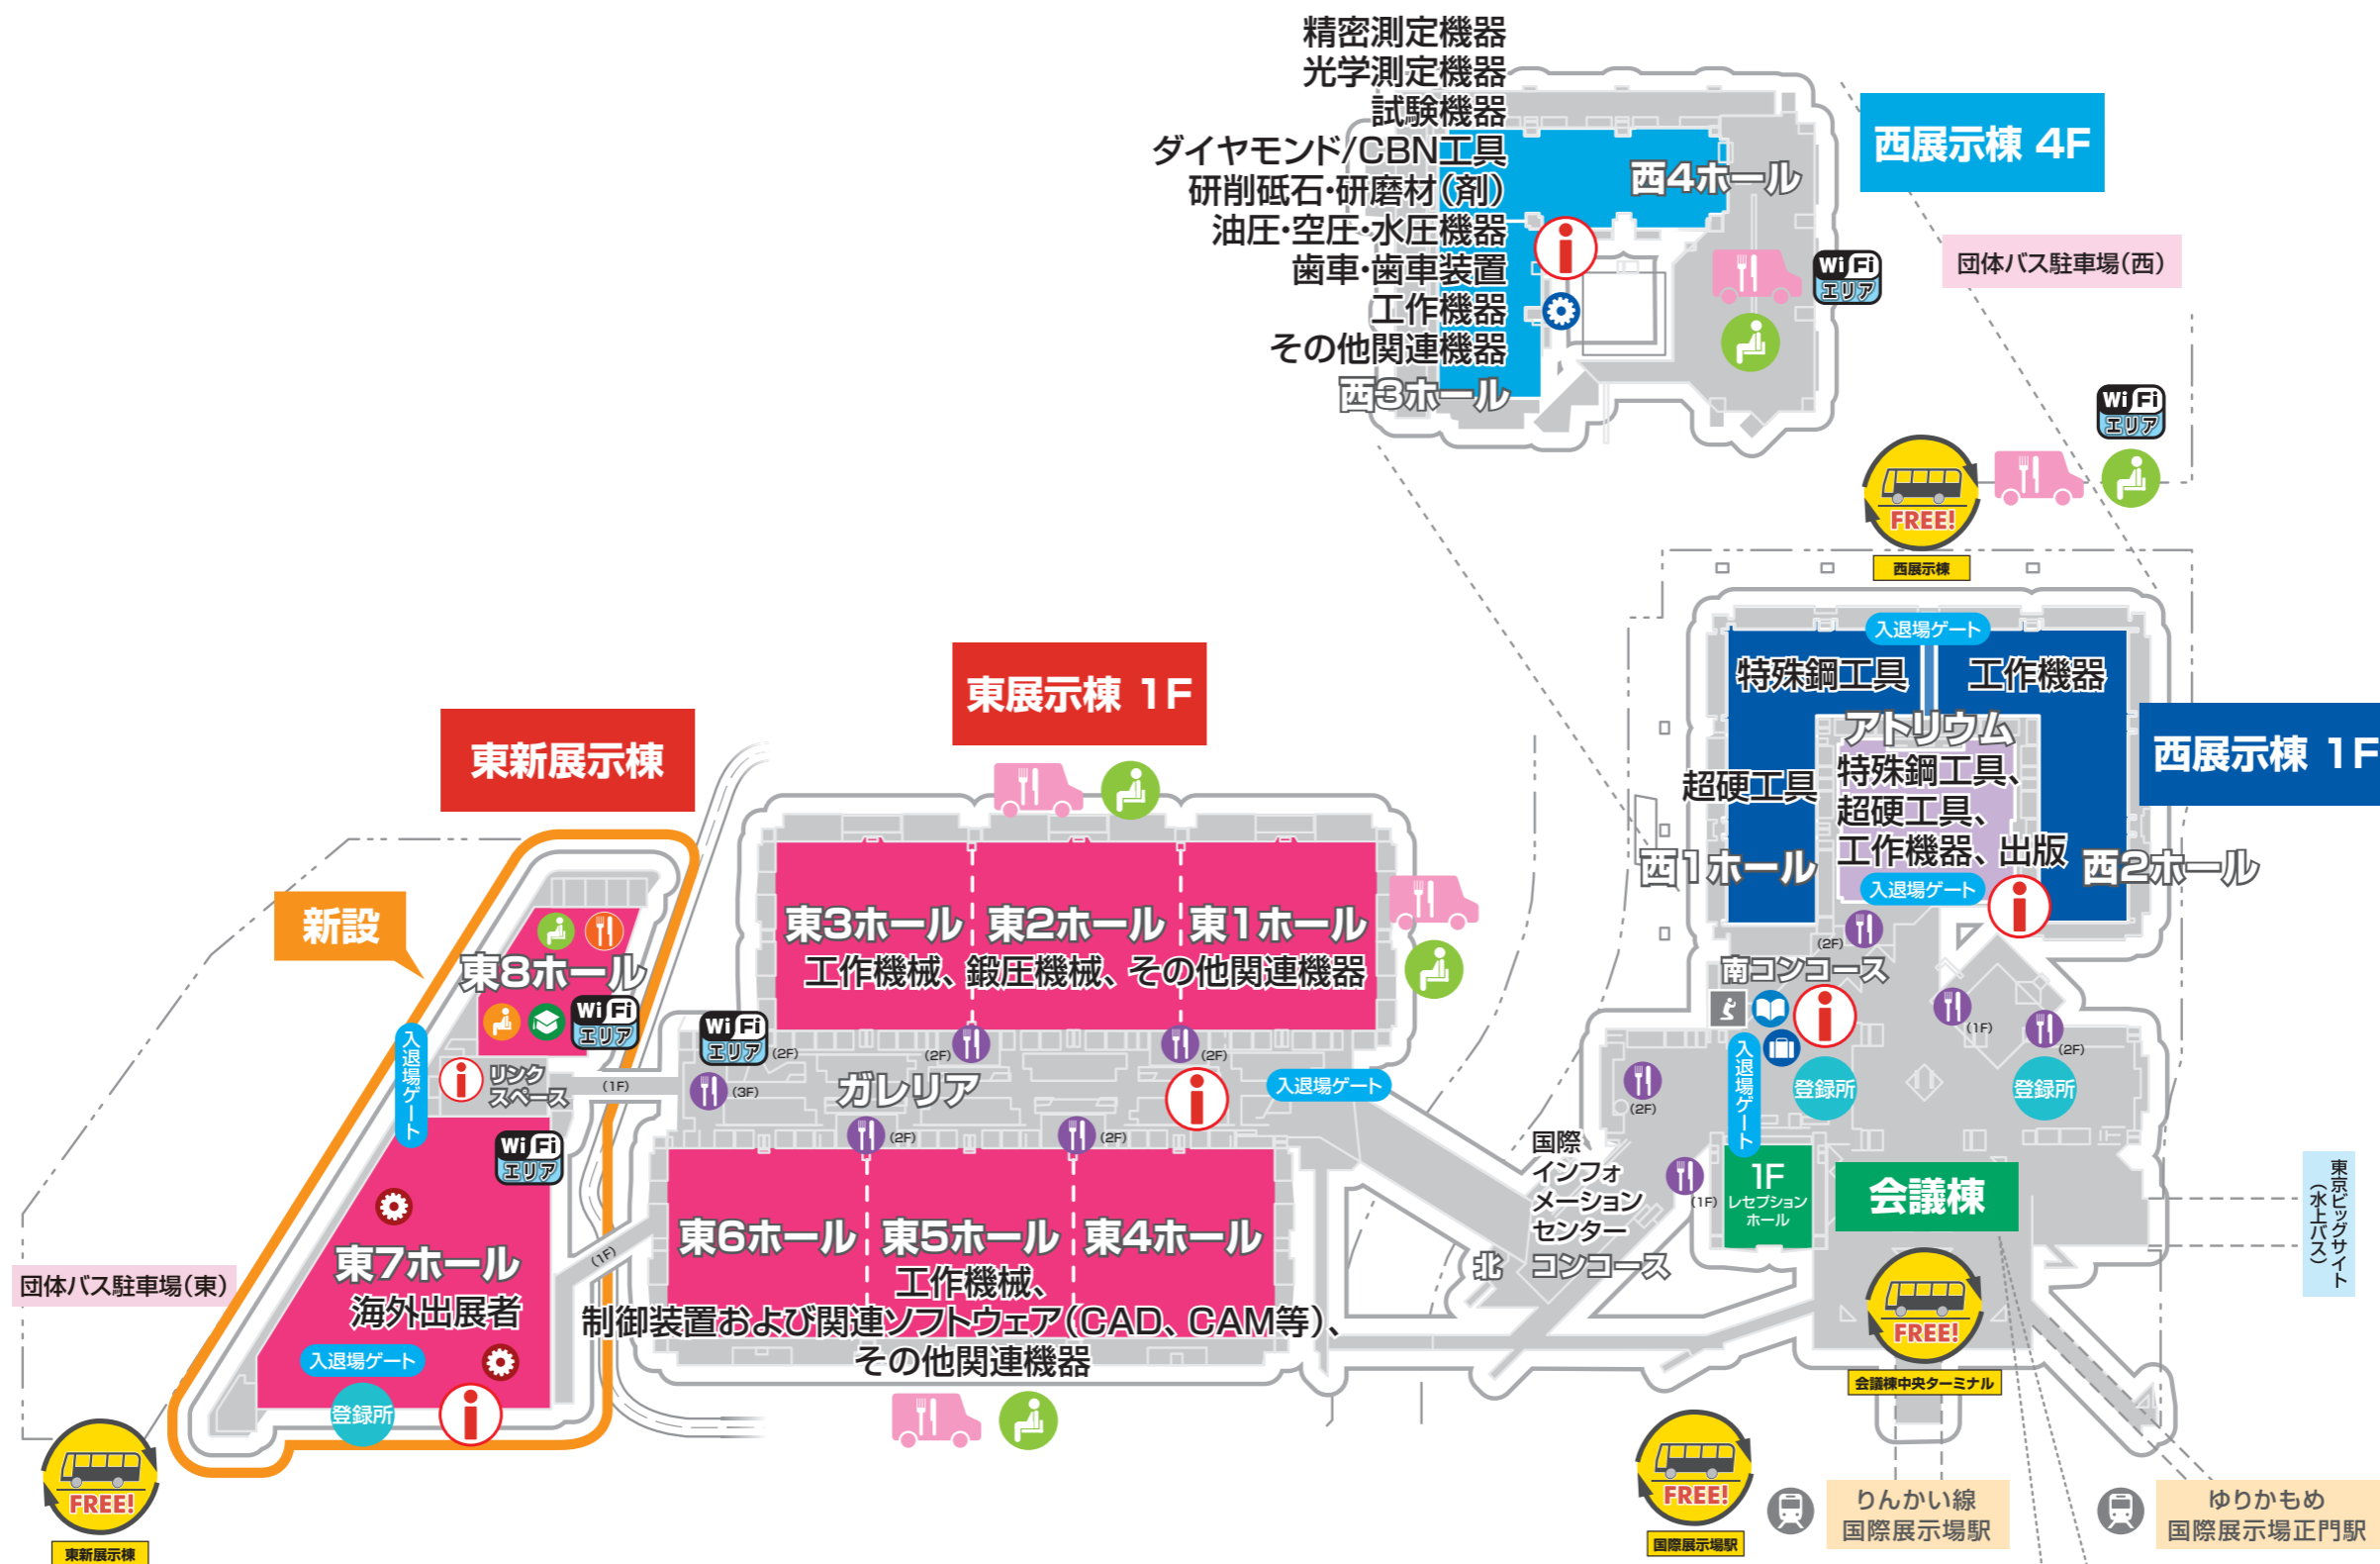 精密測定機器
光学測定機器
試験機器
ダイヤモンド/CBN工具
研削砥石・研磨材（剤）
油圧・空圧・水圧機器
歯車・歯車装置
工作機器
その他関連機器
西3ホール
西4ホール
西展示棟 4F
Wi Fi
エリア
団体バス駐車場（西）
Wi Fi
エリア
FREE!
西展示棟
入退場ゲート
特殊鋼工具
工作機器
アトリウム
特殊鋼工具、
超硬工具、
工作機器、出版
超硬工具
西展示棟 1F
西1ホール
西2ホール
入退場ゲート
(2F)
南コンコース
(1F)
(2F)
入退場ゲート
登録所
登録所
(2F)
(1F)
1F
レセプション
ホール
会議棟
国際
インフォ
メーション
センター
北 コンコース
FREE!
会議棟中央ターミナル
東京ビッグサイト
（水上バス）
FREE!
国際展示場駅
りんかい線
国際展示場駅
ゆりかもめ
国際展示場正門駅
東展示棟 1F
東3ホール
東2ホール
東1ホール
工作機械、鍛圧機械、その他関連機器
Wi Fi
エリア
(2F)
(2F)
(2F)
(3F)
ガレリア
入退場ゲート
(2F)
(2F)
東6ホール
東5ホール
東4ホール
工作機械、
制御装置および関連ソフトウェア（CAD、CAM等）、
その他関連機器
東新展示棟
新設
東8ホール
Wi Fi
エリア
入退場ゲート
リンク
スペース
(1F)
Wi Fi
エリア
(1F)
東7ホール
海外出展者
入退場ゲート
登録所
団体バス駐車場（東）
FREE!
東新展示棟